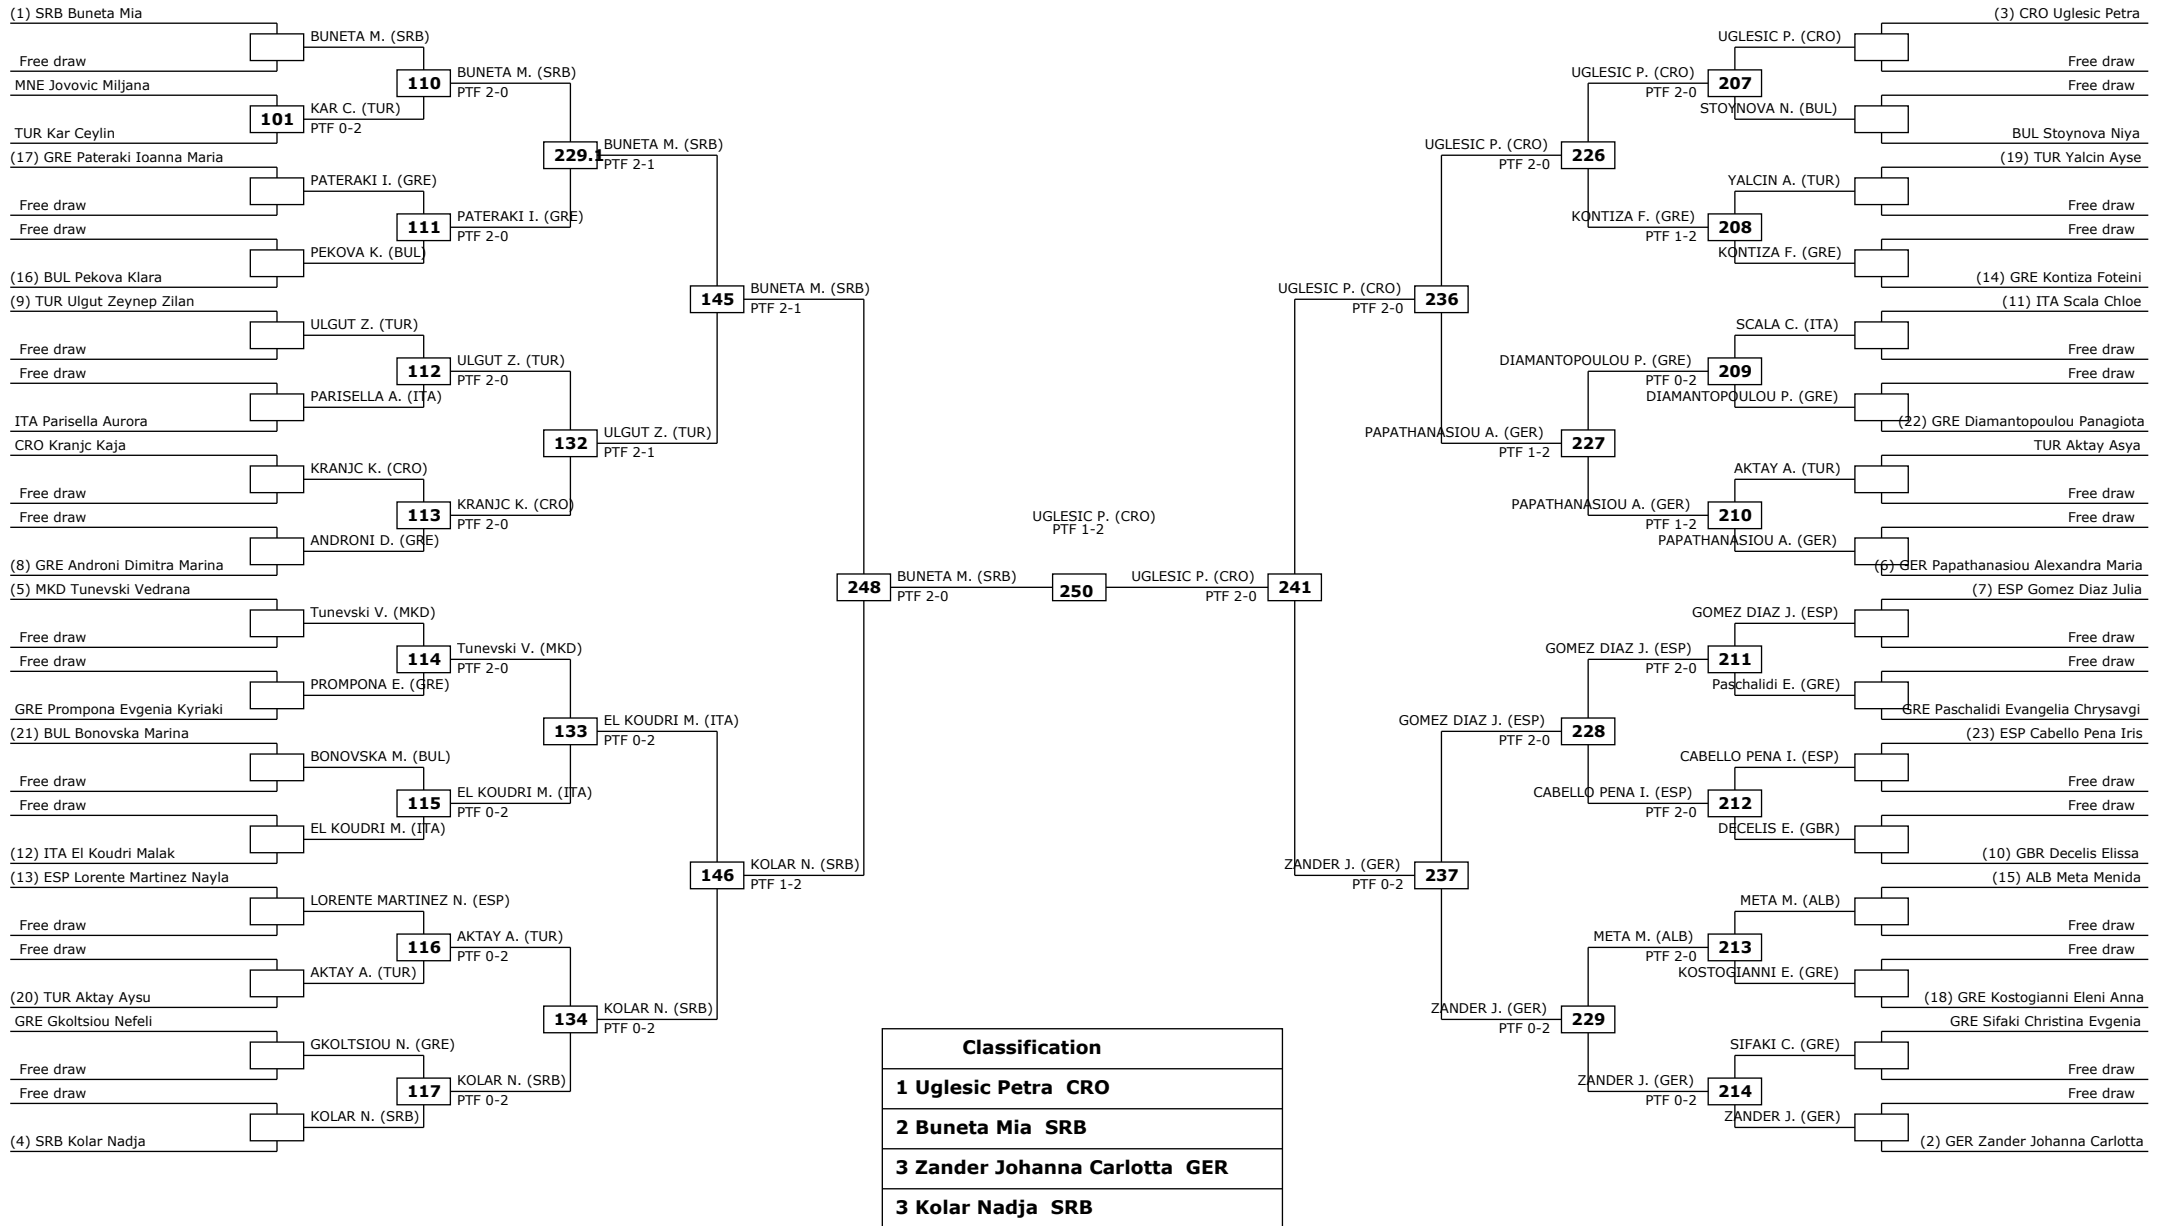 (1) SRB Buneta Mia
Free draw
MNE Jovovic Miljana
TUR Kar Ceylin
(17) GRE Pateraki Ioanna Maria
Free draw
Free draw
(16) BUL Pekova Klara
(9) TUR Ulgut Zeynep Zilan
Free draw
Free draw
ITA Parisella Aurora
CRO Kranjc Kaja
Free draw
Free draw
(8) GRE Androni Dimitra Marina
(5) MKD Tunevski Vedrana
Free draw
Free draw
GRE Prompona Evgenia Kyriaki
(21) BUL Bonovska Marina
Free draw
Free draw
(12) ITA El Koudri Malak
(13) ESP Lorente Martinez Nayla
Free draw
Free draw
(20) TUR Aktay Aysu
GRE Gkoltsiou Nefeli
Free draw
Free draw
(4) SRB Kolar Nadja
BUNETA M. (SRB)
101
KAR C. (TUR)
PTF 0-2
PATERAKI I. (GRE)
PEKOVA K. (BUL)
ULGUT Z. (TUR)
PARISELLA A. (ITA)
KRANJC K. (CRO)
ANDRONI D. (GRE)
Tunevski V. (MKD)
PROMPONA E. (GRE)
BONOVSKA M. (BUL)
EL KOUDRI M. (ITA)
LORENTE MARTINEZ N. (ESP)
AKTAY A. (TUR)
GKOLTSIOU N. (GRE)
KOLAR N. (SRB)
110
BUNETA M. (SRB)
PTF 2-0
111
PATERAKI I. (GRE)
PTF 2-0
112
ULGUT Z. (TUR)
PTF 2-0
113
KRANJC K. (CRO)
PTF 2-0
114
Tunevski V. (MKD)
PTF 2-0
115
EL KOUDRI M. (ITA)
PTF 0-2
116
AKTAY A. (TUR)
PTF 0-2
117
KOLAR N. (SRB)
PTF 0-2
229.1
BUNETA M. (SRB)
PTF 2-1
132
ULGUT Z. (TUR)
PTF 2-1
133
EL KOUDRI M. (ITA)
PTF 0-2
134
KOLAR N. (SRB)
PTF 0-2
145
BUNETA M. (SRB)
PTF 2-1
146
KOLAR N. (SRB)
PTF 1-2
248
BUNETA M. (SRB)
PTF 2-0
UGLESIC P. (CRO)
PTF 1-2
250
UGLESIC P. (CRO)
PTF 2-0
241
UGLESIC P. (CRO)
PTF 2-0
236
ZANDER J. (GER)
PTF 0-2
237
UGLESIC P. (CRO)
PTF 2-0
226
PAPATHANASIOU A. (GER)
PTF 1-2
227
GOMEZ DIAZ J. (ESP)
PTF 2-0
228
ZANDER J. (GER)
PTF 0-2
229
UGLESIC P. (CRO)
PTF 2-0
207
KONTIZA F. (GRE)
PTF 1-2
208
DIAMANTOPOULOU P. (GRE)
PTF 0-2
209
PAPATHANASIOU A. (GER)
PTF 1-2
210
GOMEZ DIAZ J. (ESP)
PTF 2-0
211
CABELLO PENA I. (ESP)
PTF 2-0
212
META M. (ALB)
PTF 2-0
213
ZANDER J. (GER)
PTF 0-2
214
UGLESIC P. (CRO)
STOYNOVA N. (BUL)
YALCIN A. (TUR)
KONTIZA F. (GRE)
SCALA C. (ITA)
DIAMANTOPOULOU P. (GRE)
AKTAY A. (TUR)
PAPATHANASIOU A. (GER)
GOMEZ DIAZ J. (ESP)
Paschalidi E. (GRE)
CABELLO PENA I. (ESP)
DECELIS E. (GBR)
META M. (ALB)
KOSTOGIANNI E. (GRE)
SIFAKI C. (GRE)
ZANDER J. (GER)
(3) CRO Uglesic Petra
Free draw
Free draw
BUL Stoynova Niya
(19) TUR Yalcin Ayse
Free draw
Free draw
(14) GRE Kontiza Foteini
(11) ITA Scala Chloe
Free draw
Free draw
(22) GRE Diamantopoulou Panagiota
TUR Aktay Asya
Free draw
Free draw
(6) GER Papathanasiou Alexandra Maria
(7) ESP Gomez Diaz Julia
Free draw
Free draw
GRE Paschalidi Evangelia Chrysavgi
(23) ESP Cabello Pena Iris
Free draw
Free draw
(10) GBR Decelis Elissa
(15) ALB Meta Menida
Free draw
Free draw
(18) GRE Kostogianni Eleni Anna
GRE Sifaki Christina Evgenia
Free draw
Free draw
(2) GER Zander Johanna Carlotta
Classification
1 Uglesic Petra CRO
2 Buneta Mia SRB
3 Zander Johanna Carlotta GER
3 Kolar Nadja SRB